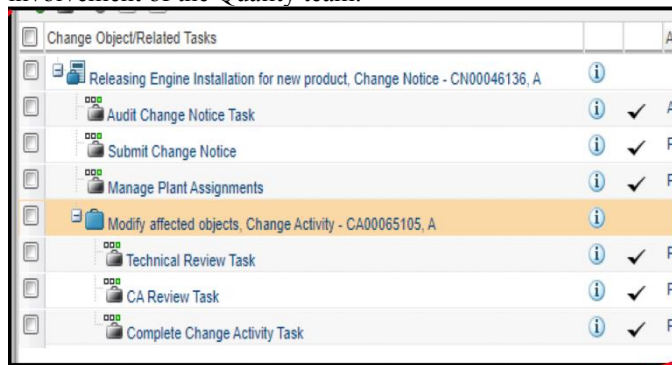 Change Object/Related Tasks
Releasing Engine Installation for new product, Change Notice - CN00046136, A
Audit Change Notice Task
Submit Change Notice
Manage Plant Assignments
Modify affected objects, Change Activity - CA00065105, A
Technical Review Task
CA Review Task
Complete Change Activity Task